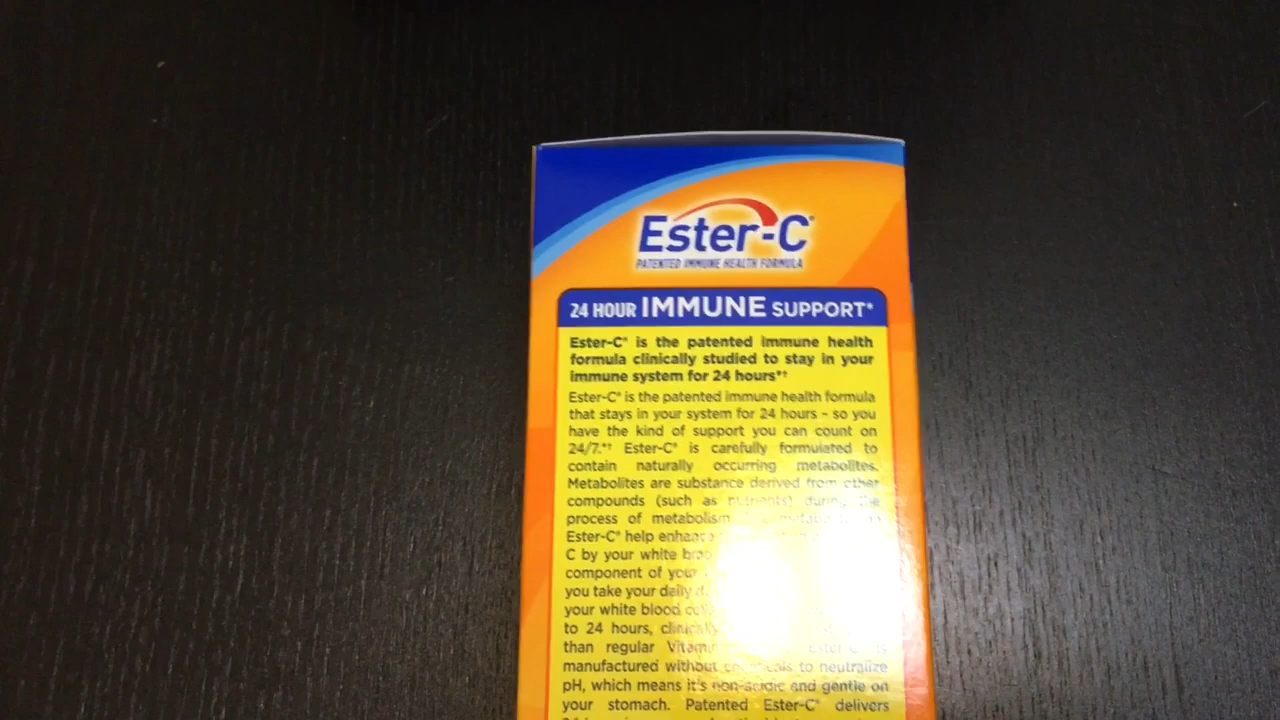 Ester-C®
PATENTED IMMUNE HEALTH FORMULA
24 HOUR IMMUNE SUPPORT*
Ester-C® is the patented immune health
formula clinically studied to stay in your
immune system for 24 hours*†
Ester-C® is the patented immune health formula
that stays in your system for 24 hours – so you
have the kind of support you can count on
24/7.*† Ester-C® is carefully formulated to
contain naturally occurring metabolites.
Metabolites are substance derived from other
compounds (such as nutrients) during the
process of metabolism
Ester-C® help enhance
C by your white
component of your
you take your daily
your white blood cells
to 24 hours, clinically
than regular Vitamin Ester-C® is
manufactured without to neutralize
pH, which means it's non-acidic and gentle on
your stomach. Patented Ester-C® delivers